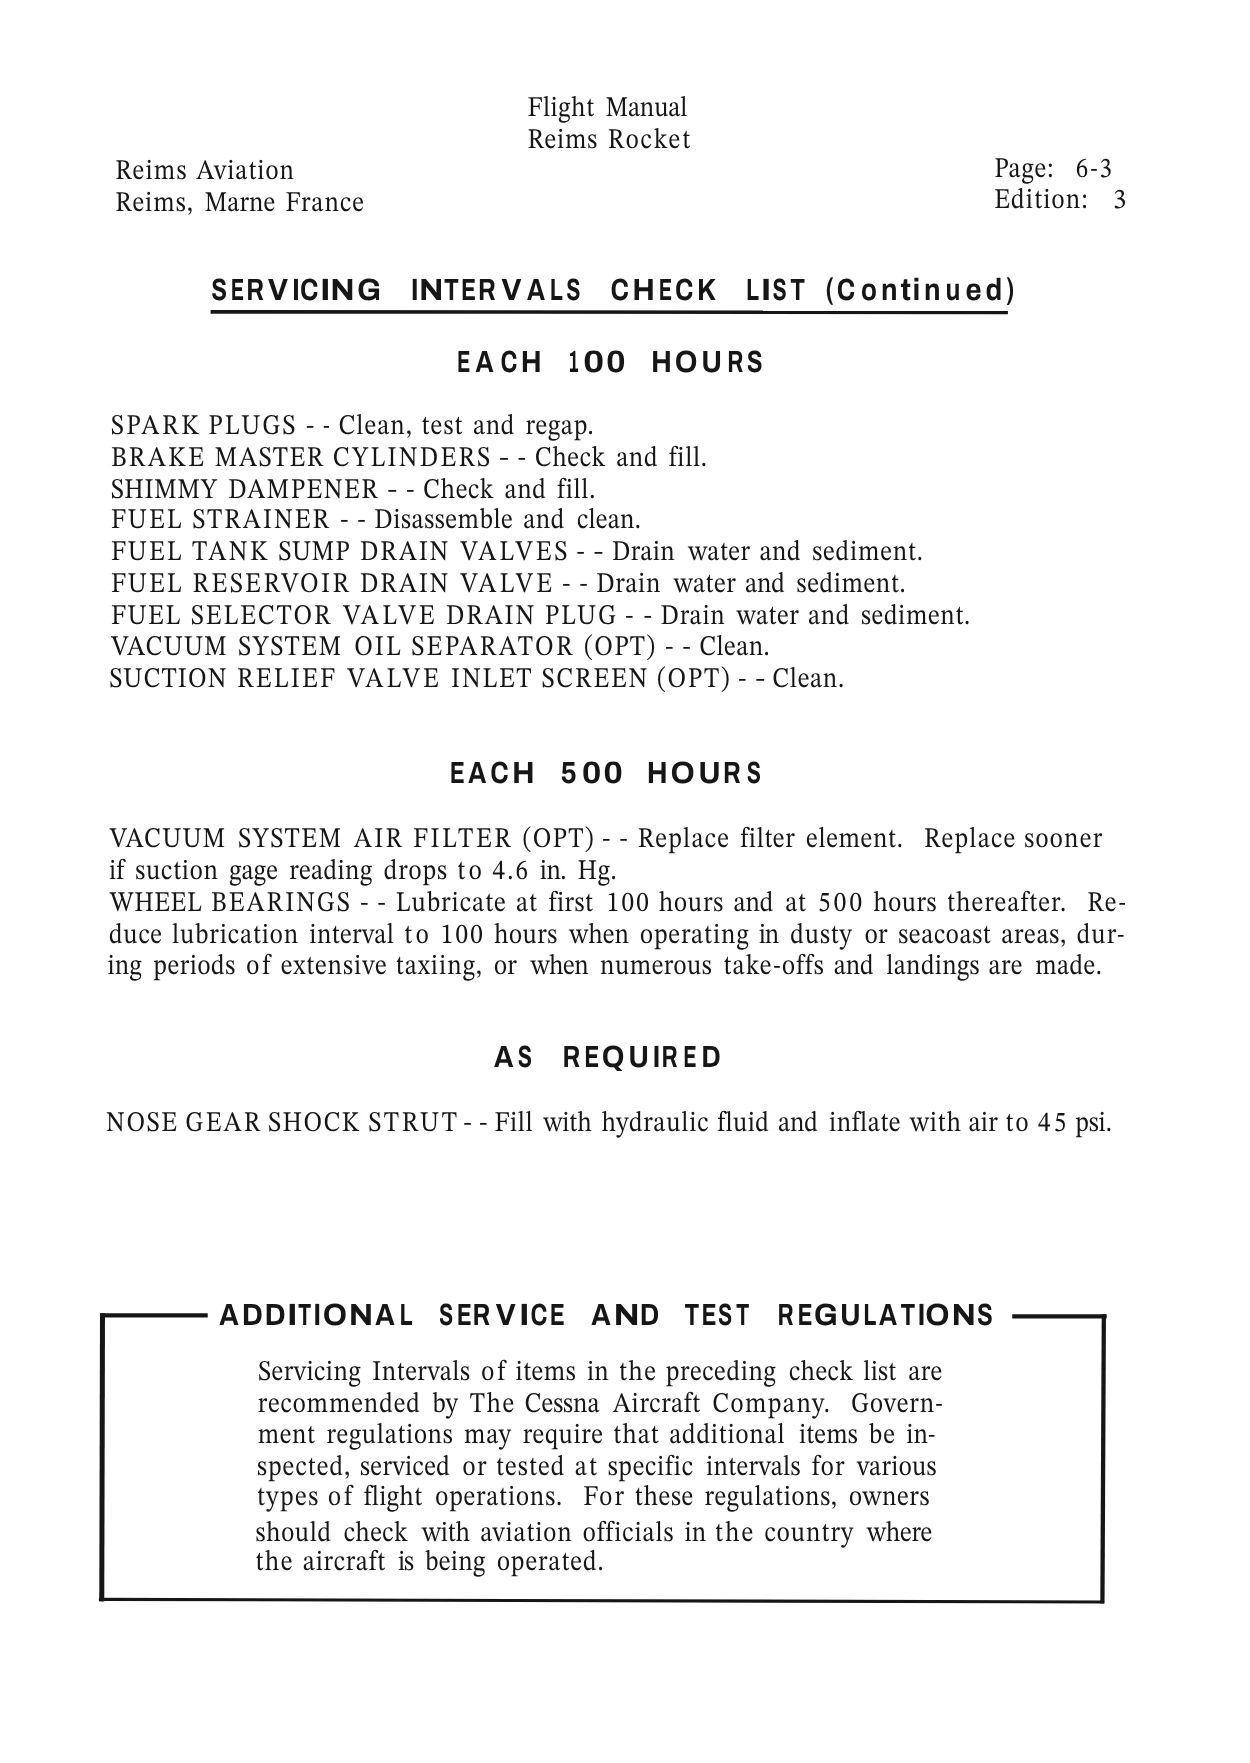 Flight Manual
Reims Rocket
Reims Aviation
Reims, Marne France
Page: 6-3
Edition: 3
SERVICING INTERVALS CHECK LIST (Continued)
EACH 100 HOURS
SPARK PLUGS - - Clean, test and regap.
BRAKE MASTER CYLINDERS - - Check and fill.
SHIMMY DAMPENER - - Check and fill.
FUEL STRAINER - - Disassemble and clean.
FUEL TANK SUMP DRAIN VALVES - - Drain water and sediment.
FUEL RESERVOIR DRAIN VALVE - - Drain water and sediment.
FUEL SELECTOR VALVE DRAIN PLUG - - Drain water and sediment.
VACUUM SYSTEM OIL SEPARATOR (OPT) - - Clean.
SUCTION RELIEF VALVE INLET SCREEN (OPT) - - Clean.
EACH 500 HOURS
VACUUM SYSTEM AIR FILTER (OPT) - - Replace filter element. Replace sooner
if suction gage reading drops to 4.6 in. Hg.
WHEEL BEARINGS - - Lubricate at first 100 hours and at 500 hours thereafter. Re-
duce lubrication interval to 100 hours when operating in dusty or seacoast areas, dur-
ing periods of extensive taxiing, or when numerous take-offs and landings are made.
AS REQUIRED
NOSE GEAR SHOCK STRUT - - Fill with hydraulic fluid and inflate with air to 45 psi.
ADDITIONAL SERVICE AND TEST REGULATIONS
Servicing Intervals of items in the preceding check list are
recommended by The Cessna Aircraft Company. Govern-
ment regulations may require that additional items be in-
spected, serviced or tested at specific intervals for various
types of flight operations. For these regulations, owners
should check with aviation officials in the country where
the aircraft is being operated.